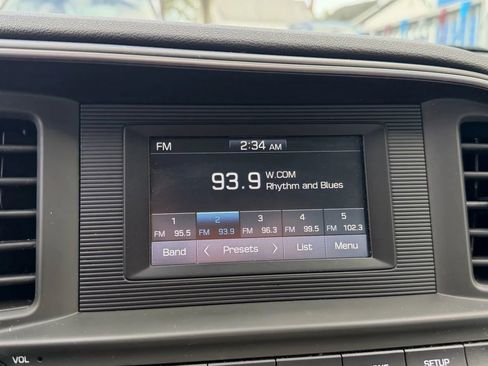 FM 2:34 AM
93.9 W.COM
Rhythm and Blues
1 2 3 4 5
FM 95.5 FM 93.9 FM 96.3 FM 99.5 FM 102.3
Band < Presets > List Menu
VOL
SETUP